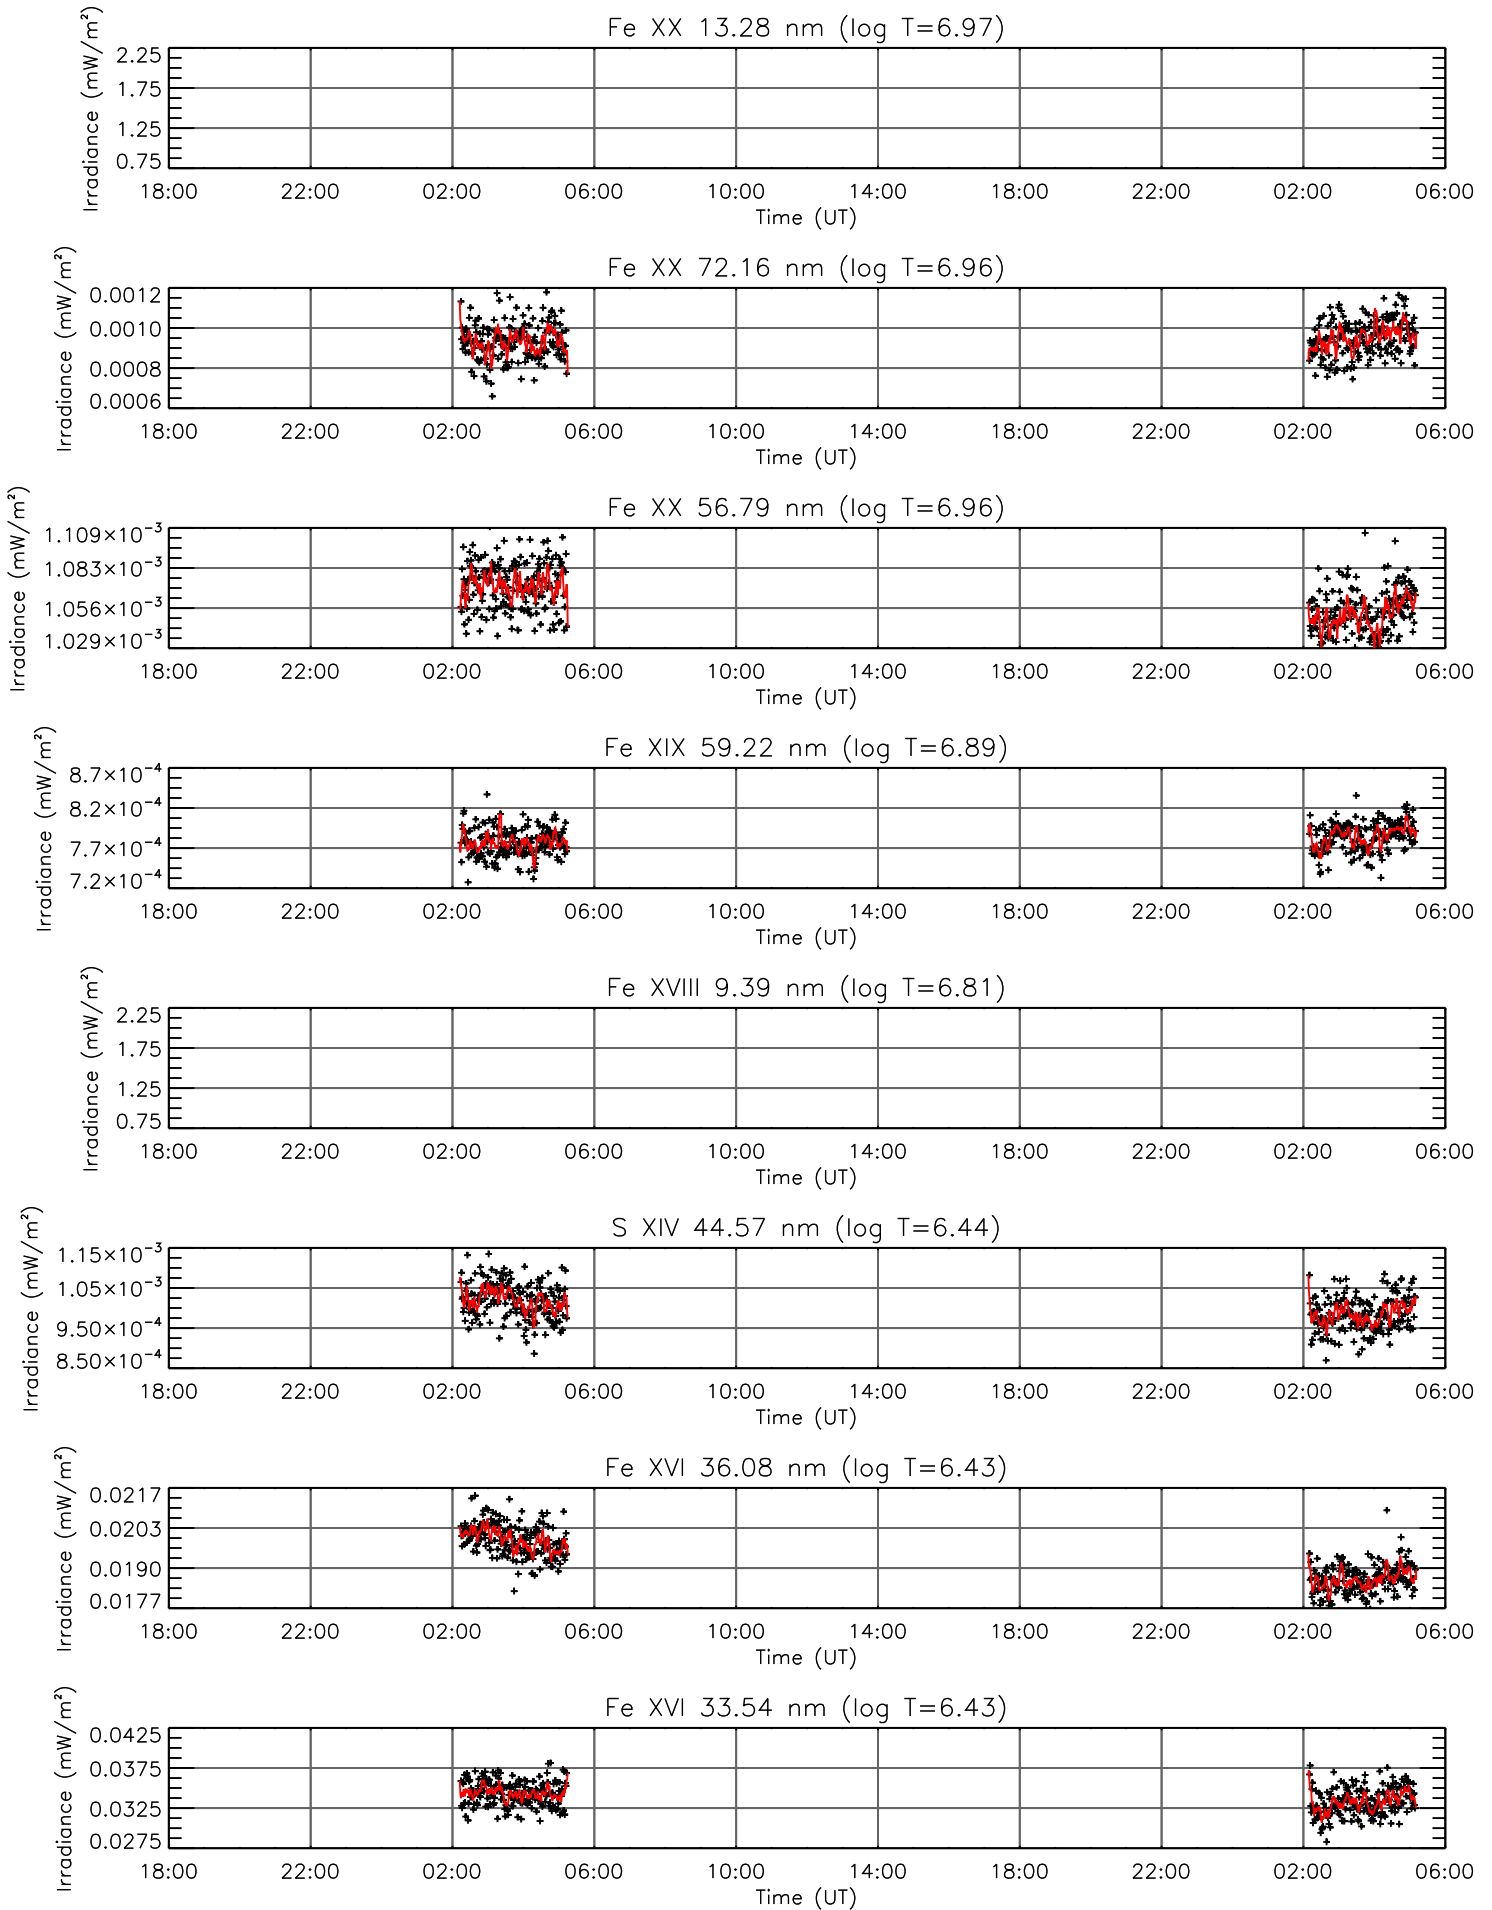 Fe XX 13.28 nm (log T=6.97)
Irradiance (mW/m²)
2.25
1.75
1.25
0.75
18:00 22:00 02:00 06:00 10:00 14:00 18:00 22:00 02:00 06:00
Time (UT)
Fe XX 72.16 nm (log T=6.96)
Irradiance (mW/m²)
0.0012
0.0010
0.0008
0.0006
18:00 22:00 02:00 06:00 10:00 14:00 18:00 22:00 02:00 06:00
Time (UT)
Fe XX 56.79 nm (log T=6.96)
Irradiance (mW/m²)
1.109×10⁻³
1.083×10⁻³
1.056×10⁻³
1.029×10⁻³
18:00 22:00 02:00 06:00 10:00 14:00 18:00 22:00 02:00 06:00
Time (UT)
Fe XIX 59.22 nm (log T=6.89)
Irradiance (mW/m²)
8.7×10⁻⁴
8.2×10⁻⁴
7.7×10⁻⁴
7.2×10⁻⁴
18:00 22:00 02:00 06:00 10:00 14:00 18:00 22:00 02:00 06:00
Time (UT)
Fe XVIII 9.39 nm (log T=6.81)
Irradiance (mW/m²)
2.25
1.75
1.25
0.75
18:00 22:00 02:00 06:00 10:00 14:00 18:00 22:00 02:00 06:00
Time (UT)
S XIV 44.57 nm (log T=6.44)
Irradiance (mW/m²)
1.15×10⁻³
1.05×10⁻³
9.50×10⁻⁴
8.50×10⁻⁴
18:00 22:00 02:00 06:00 10:00 14:00 18:00 22:00 02:00 06:00
Time (UT)
Fe XVI 36.08 nm (log T=6.43)
Irradiance (mW/m²)
0.0217
0.0203
0.0190
0.0177
18:00 22:00 02:00 06:00 10:00 14:00 18:00 22:00 02:00 06:00
Time (UT)
Fe XVI 33.54 nm (log T=6.43)
Irradiance (mW/m²)
0.0425
0.0375
0.0325
0.0275
18:00 22:00 02:00 06:00 10:00 14:00 18:00 22:00 02:00 06:00
Time (UT)